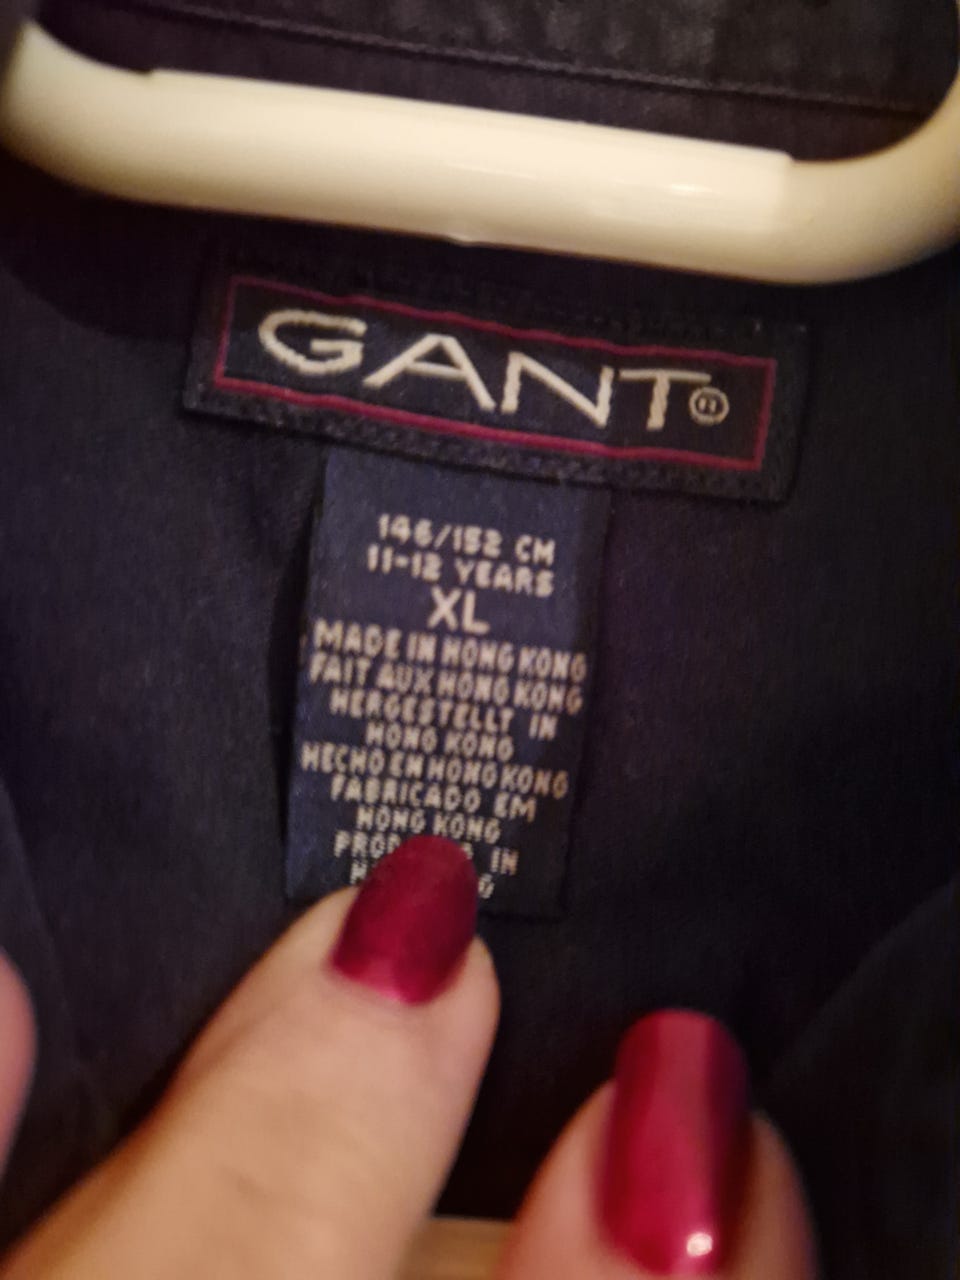 GANT®
146/152 CM
11-12 YEARS
XL
MADE IN HONG KONG
FAIT AUX HONG KONG
HERGESTELLT IN
HONG KONG
HECHO EN HONG KONG
FABRICADO EM
HONG KONG
IN